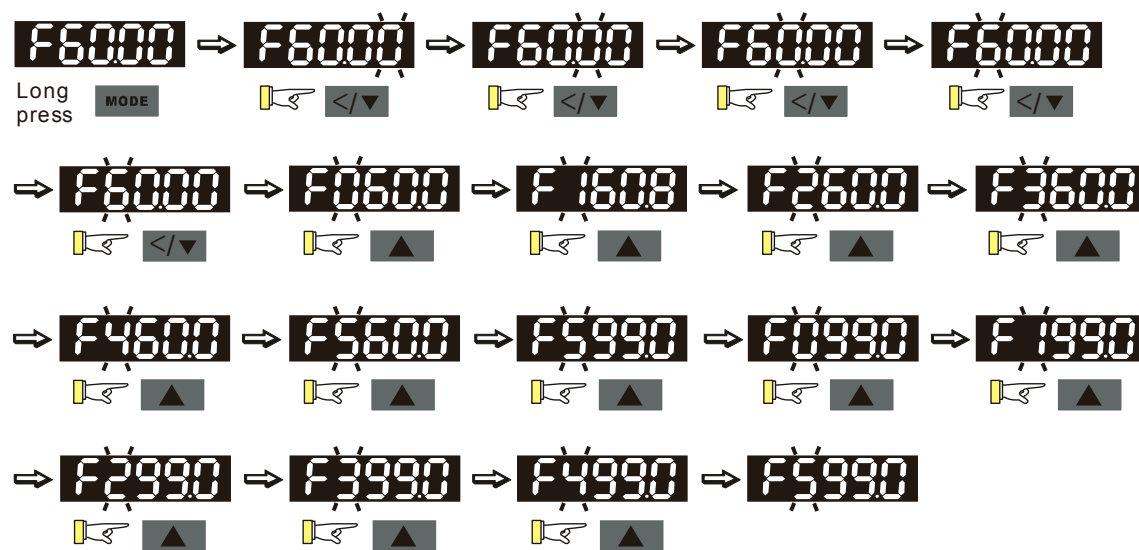 F60.00 ⇨ F60.00 ⇨ F60.00 ⇨ F60.00 ⇨ F60.00
Long
press MODE </▼ </▼ </▼ </▼
⇨ F60.00 ⇨ F060.0 ⇨ F160.8 ⇨ F260.0 ⇨ F360.0
</▼ ▲ ▲ ▲ ▲
⇨ F460.0 ⇨ F560.0 ⇨ F599.0 ⇨ F099.0 ⇨ F199.0
▲ ▲ ▲ ▲ ▲
⇨ F299.0 ⇨ F399.0 ⇨ F499.0 ⇨ F599.0
▲ ▲ ▲